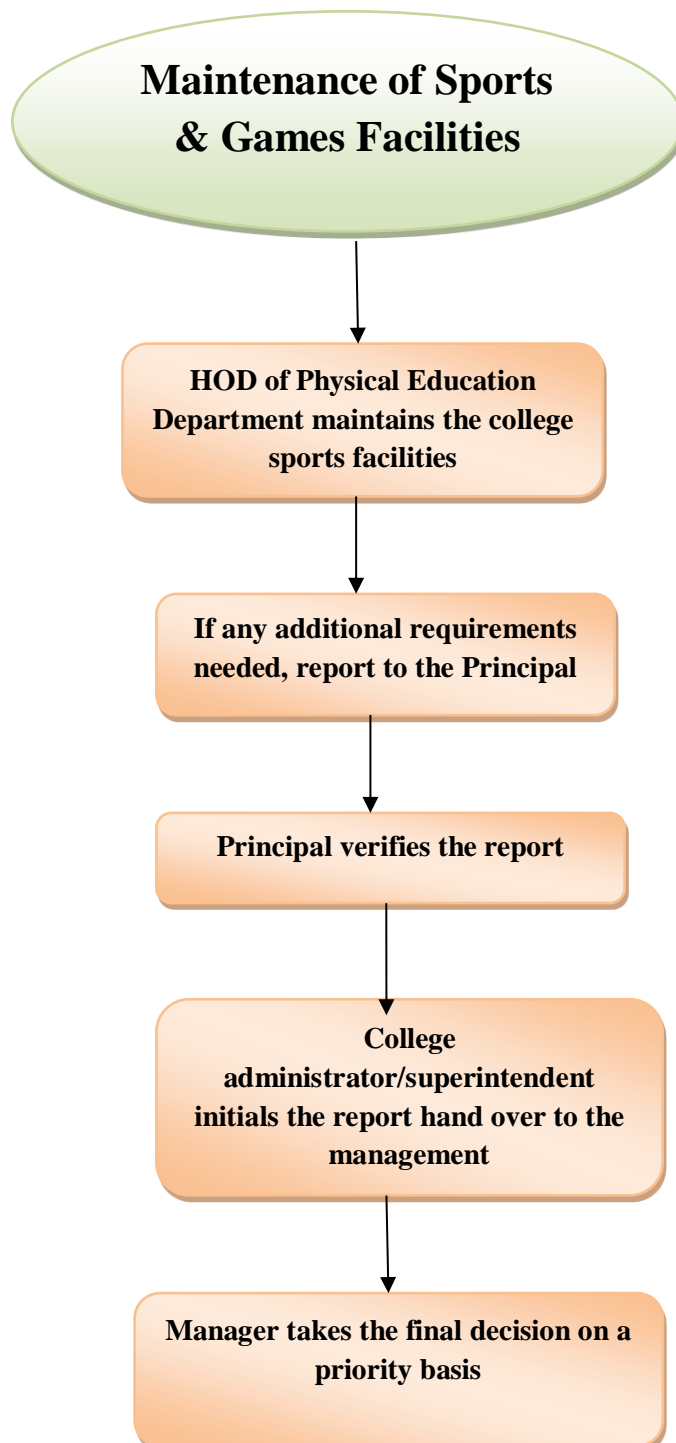 Maintenance of Sports
& Games Facilities
HOD of Physical Education
Department maintains the college
sports facilities
If any additional requirements
needed, report to the Principal
Principal verifies the report
College
administrator/superintendent
initials the report hand over to the
management
Manager takes the final decision on a
priority basis